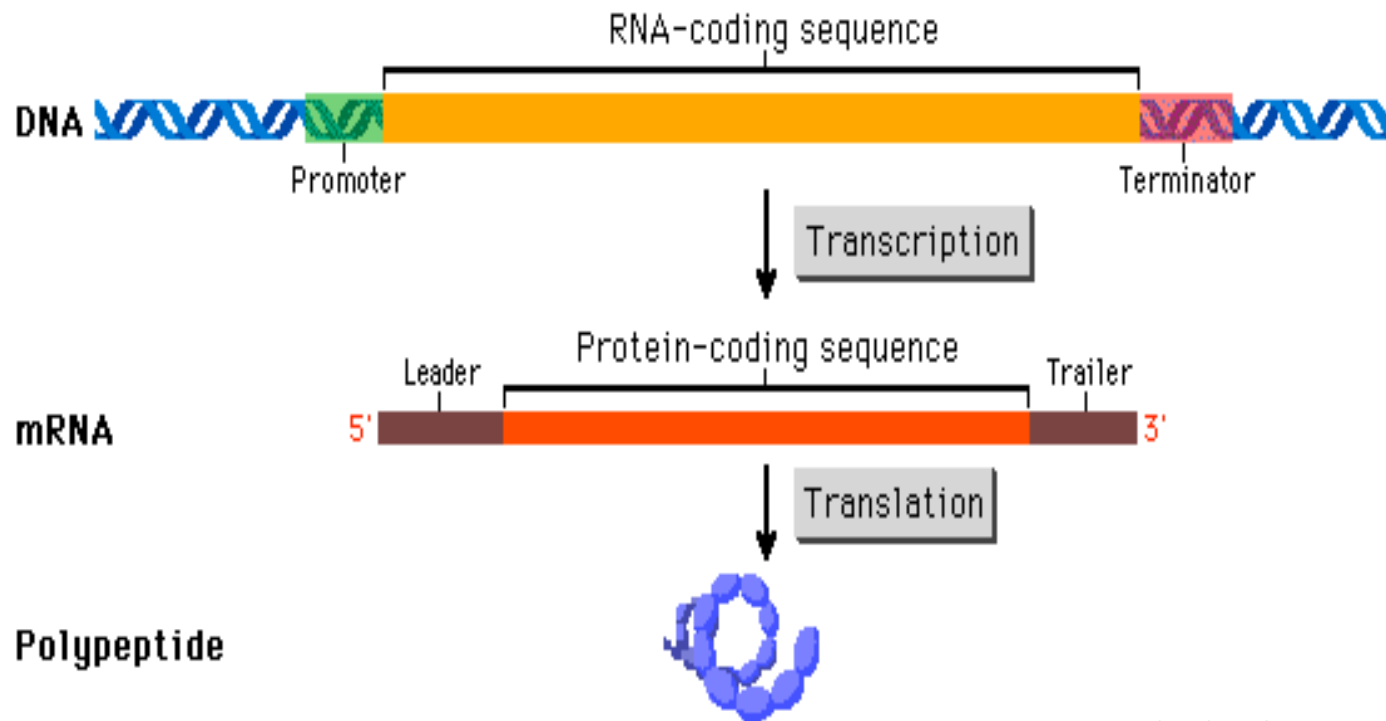 RNA-coding sequence
DNA
Promoter
Terminator
Transcription
Protein-coding sequence
Leader
Trailer
mRNA
5'
3'
Translation
Polypeptide